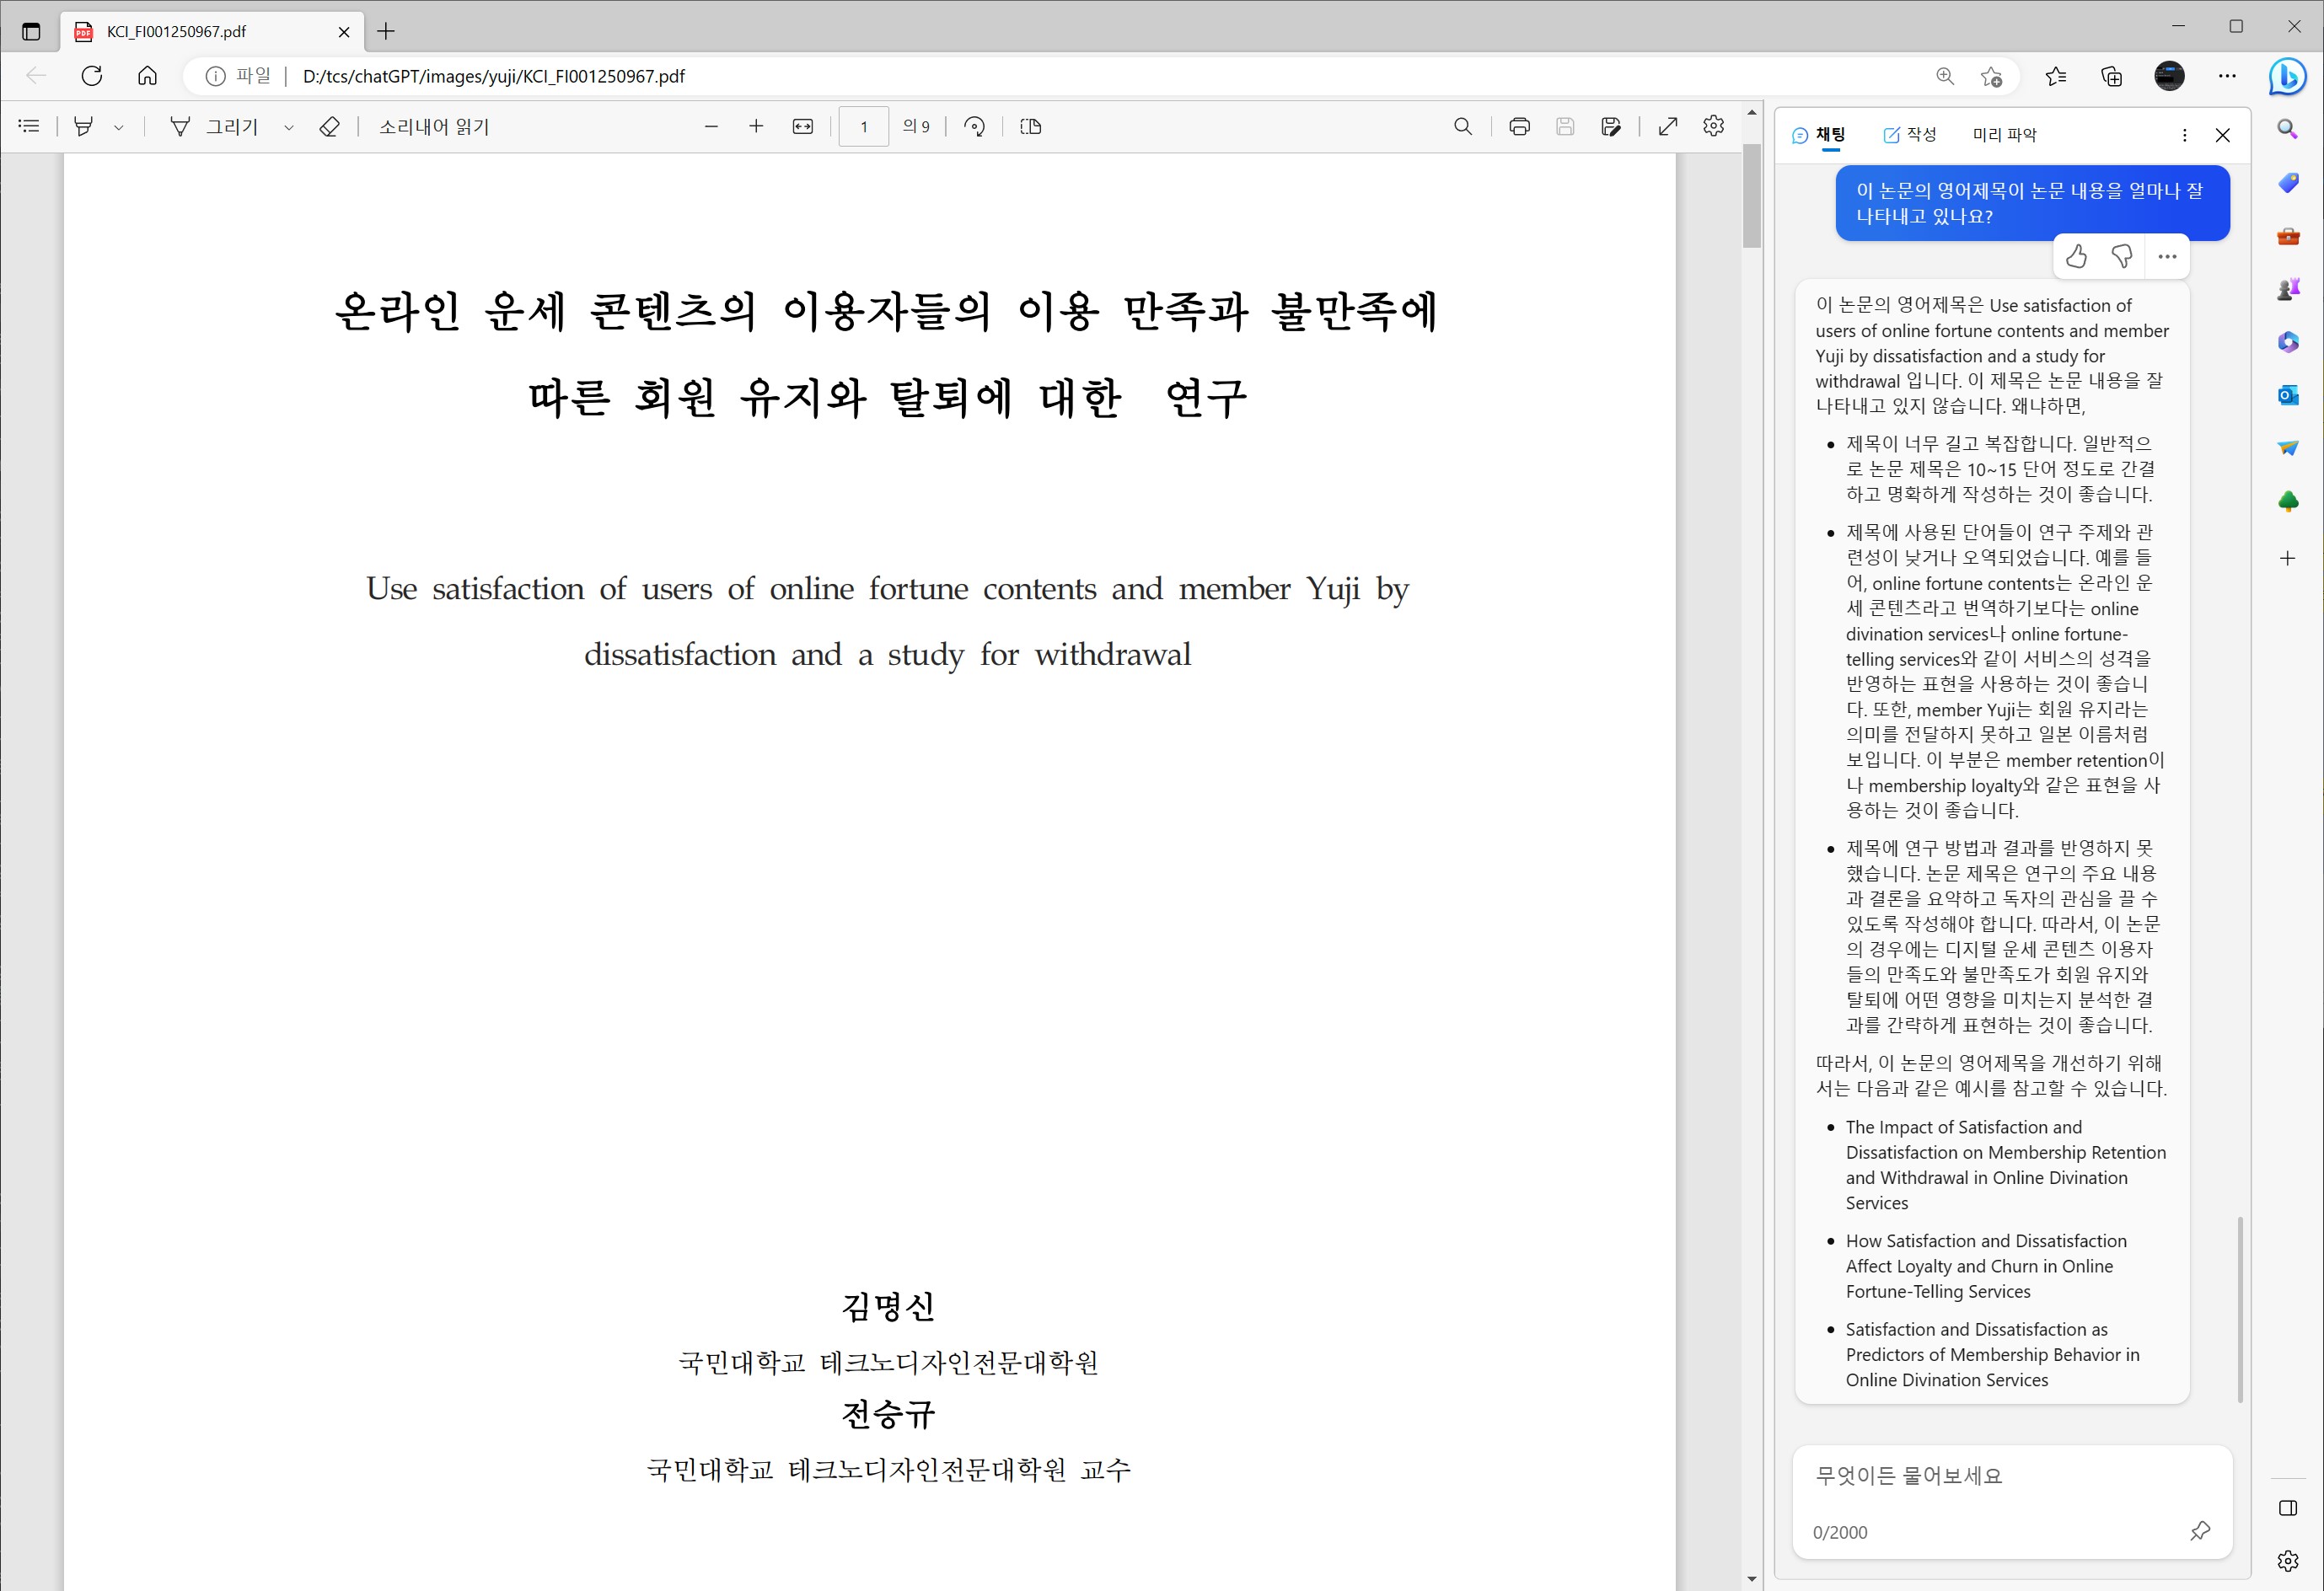 KCI_FI001250967.pdf
파일
D:/tcs/chatGPT/images/yuji/KCI_FI001250967.pdf
그리기
소리내어 읽기
1
의 9
온라인 운세 콘텐츠의 이용자들의 이용 만족과 불만족에
따른 회원 유지와 탈퇴에 대한 연구
Use satisfaction of users of online fortune contents and member Yuji by
dissatisfaction and a study for withdrawal
김명신
국민대학교 테크노디자인전문대학원
전승규
국민대학교 테크노디자인전문대학원 교수
채팅
작성
미리 파악
이 논문의 영어제목이 논문 내용을 얼마나 잘
나타내고 있나요?
이 논문의 영어제목은 Use satisfaction of
users of online fortune contents and member
Yuji by dissatisfaction and a study for
withdrawal 입니다. 이 제목은 논문 내용을 잘
나타내고 있지 않습니다. 왜냐하면,
• 제목이 너무 길고 복잡합니다. 일반적으
로 논문 제목은 10~15 단어 정도로 간결
하고 명확하게 작성하는 것이 좋습니다.
• 제목에 사용된 단어들이 연구 주제와 관
련성이 낮거나 오역되었습니다. 예를 들
어, online fortune contents는 온라인 운
세 콘텐츠라고 번역하기보다는 online
divination services나 online fortune-
telling services와 같이 서비스의 성격을
반영하는 표현을 사용하는 것이 좋습니
다. 또한, member Yuji는 회원 유지라는
의미를 전달하지 못하고 일본 이름처럼
보입니다. 이 부분은 member retention이
나 membership loyalty와 같은 표현을 사
용하는 것이 좋습니다.
• 제목에 연구 방법과 결과를 반영하지 못
했습니다. 논문 제목은 연구의 주요 내용
과 결론을 요약하고 독자의 관심을 끌 수
있도록 작성해야 합니다. 따라서, 이 논문
의 경우에는 디지털 운세 콘텐츠 이용자
들의 만족도와 불만족도가 회원 유지와
탈퇴에 어떤 영향을 미치는지 분석한 결
과를 간략하게 표현하는 것이 좋습니다.
따라서, 이 논문의 영어제목을 개선하기 위해
서는 다음과 같은 예시를 참고할 수 있습니다.
• The Impact of Satisfaction and
Dissatisfaction on Membership Retention
and Withdrawal in Online Divination
Services
• How Satisfaction and Dissatisfaction
Affect Loyalty and Churn in Online
Fortune-Telling Services
• Satisfaction and Dissatisfaction as
Predictors of Membership Behavior in
Online Divination Services
무엇이든 물어보세요
0/2000